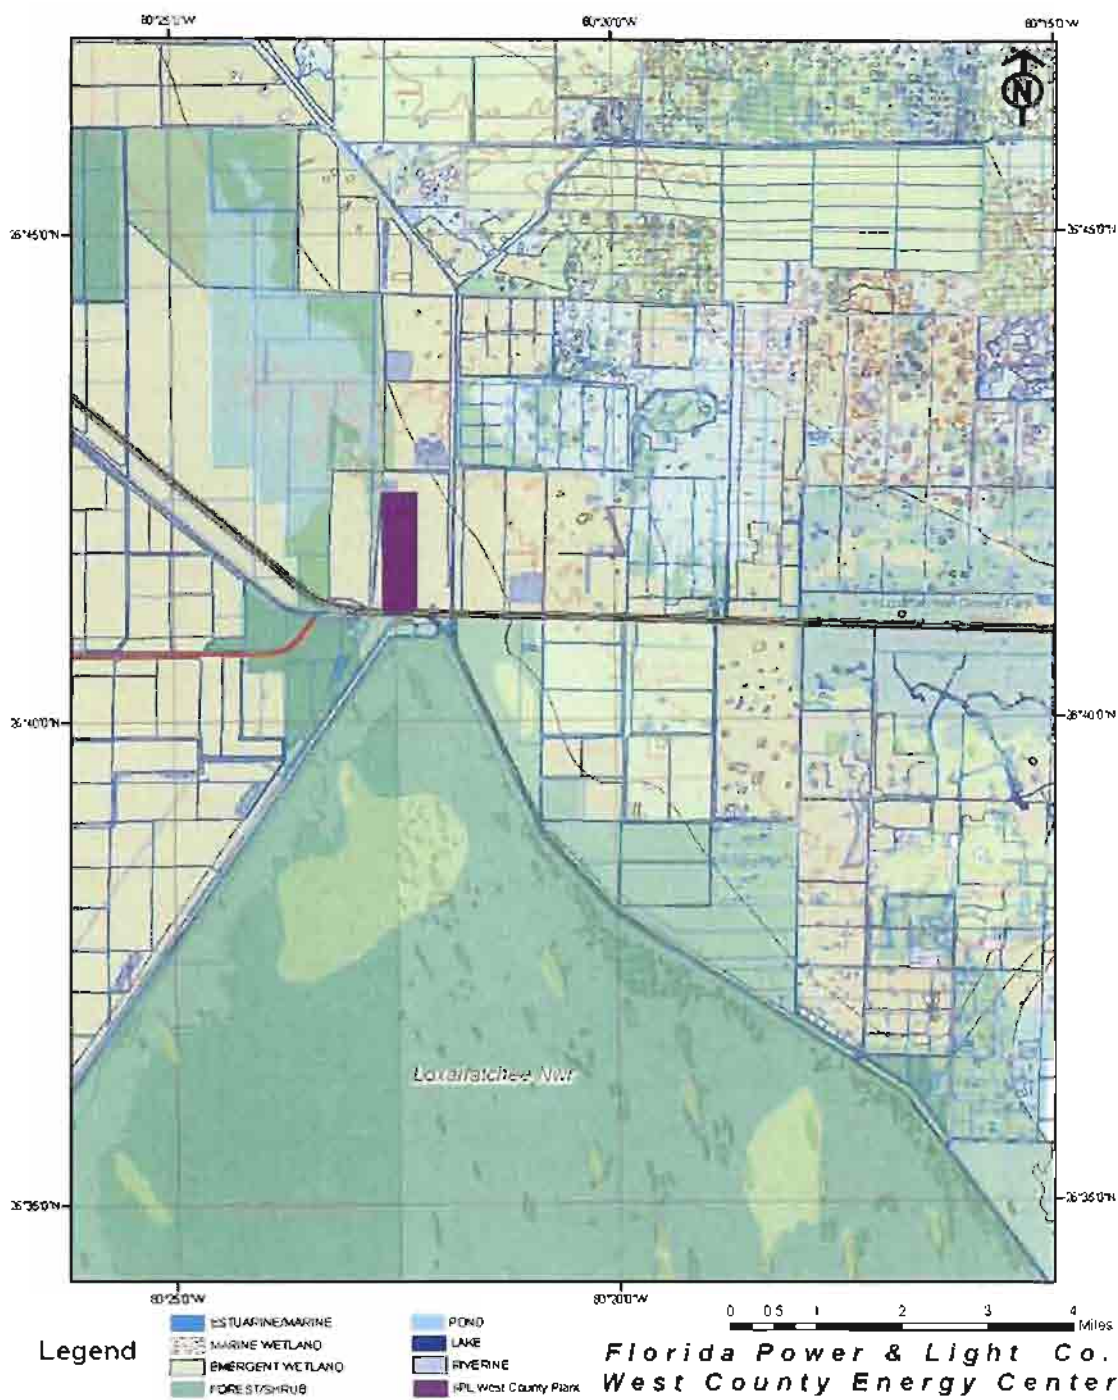 80°25'0"W 80°20'0"W 80°15'0"W
N
26°45'0"N 26°45'0"N
26°40'0"N 26°40'0"N
Loxahatchee Nwr
26°35'0"N 26°35'0"N
80°25'0"W 80°20'0"W
Legend
ESTUARINE/MARINE
MARINE WETLAND
EMERGENT WETLAND
FOREST/SHRUB
POND
LAKE
RIVERINE
FPL West County Plant
0 0.5 1 2 3 4
Miles
Florida Power & Light Co.
West County Energy Center